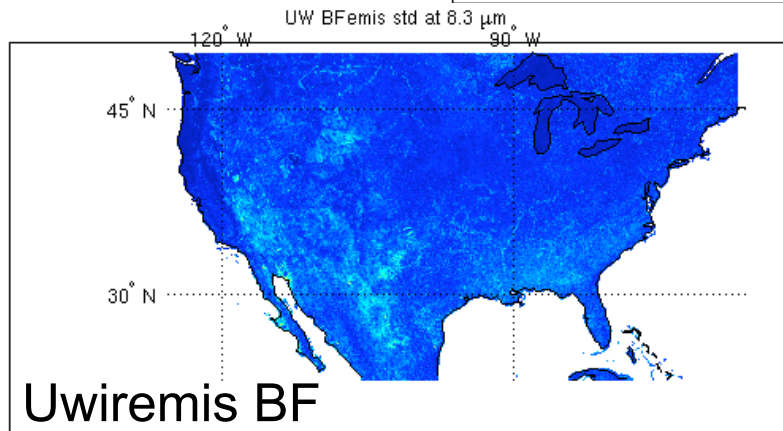 UW BFemis std at 8.3 μm
120° W 90° W
45° N
30° N
Uwiremis BF